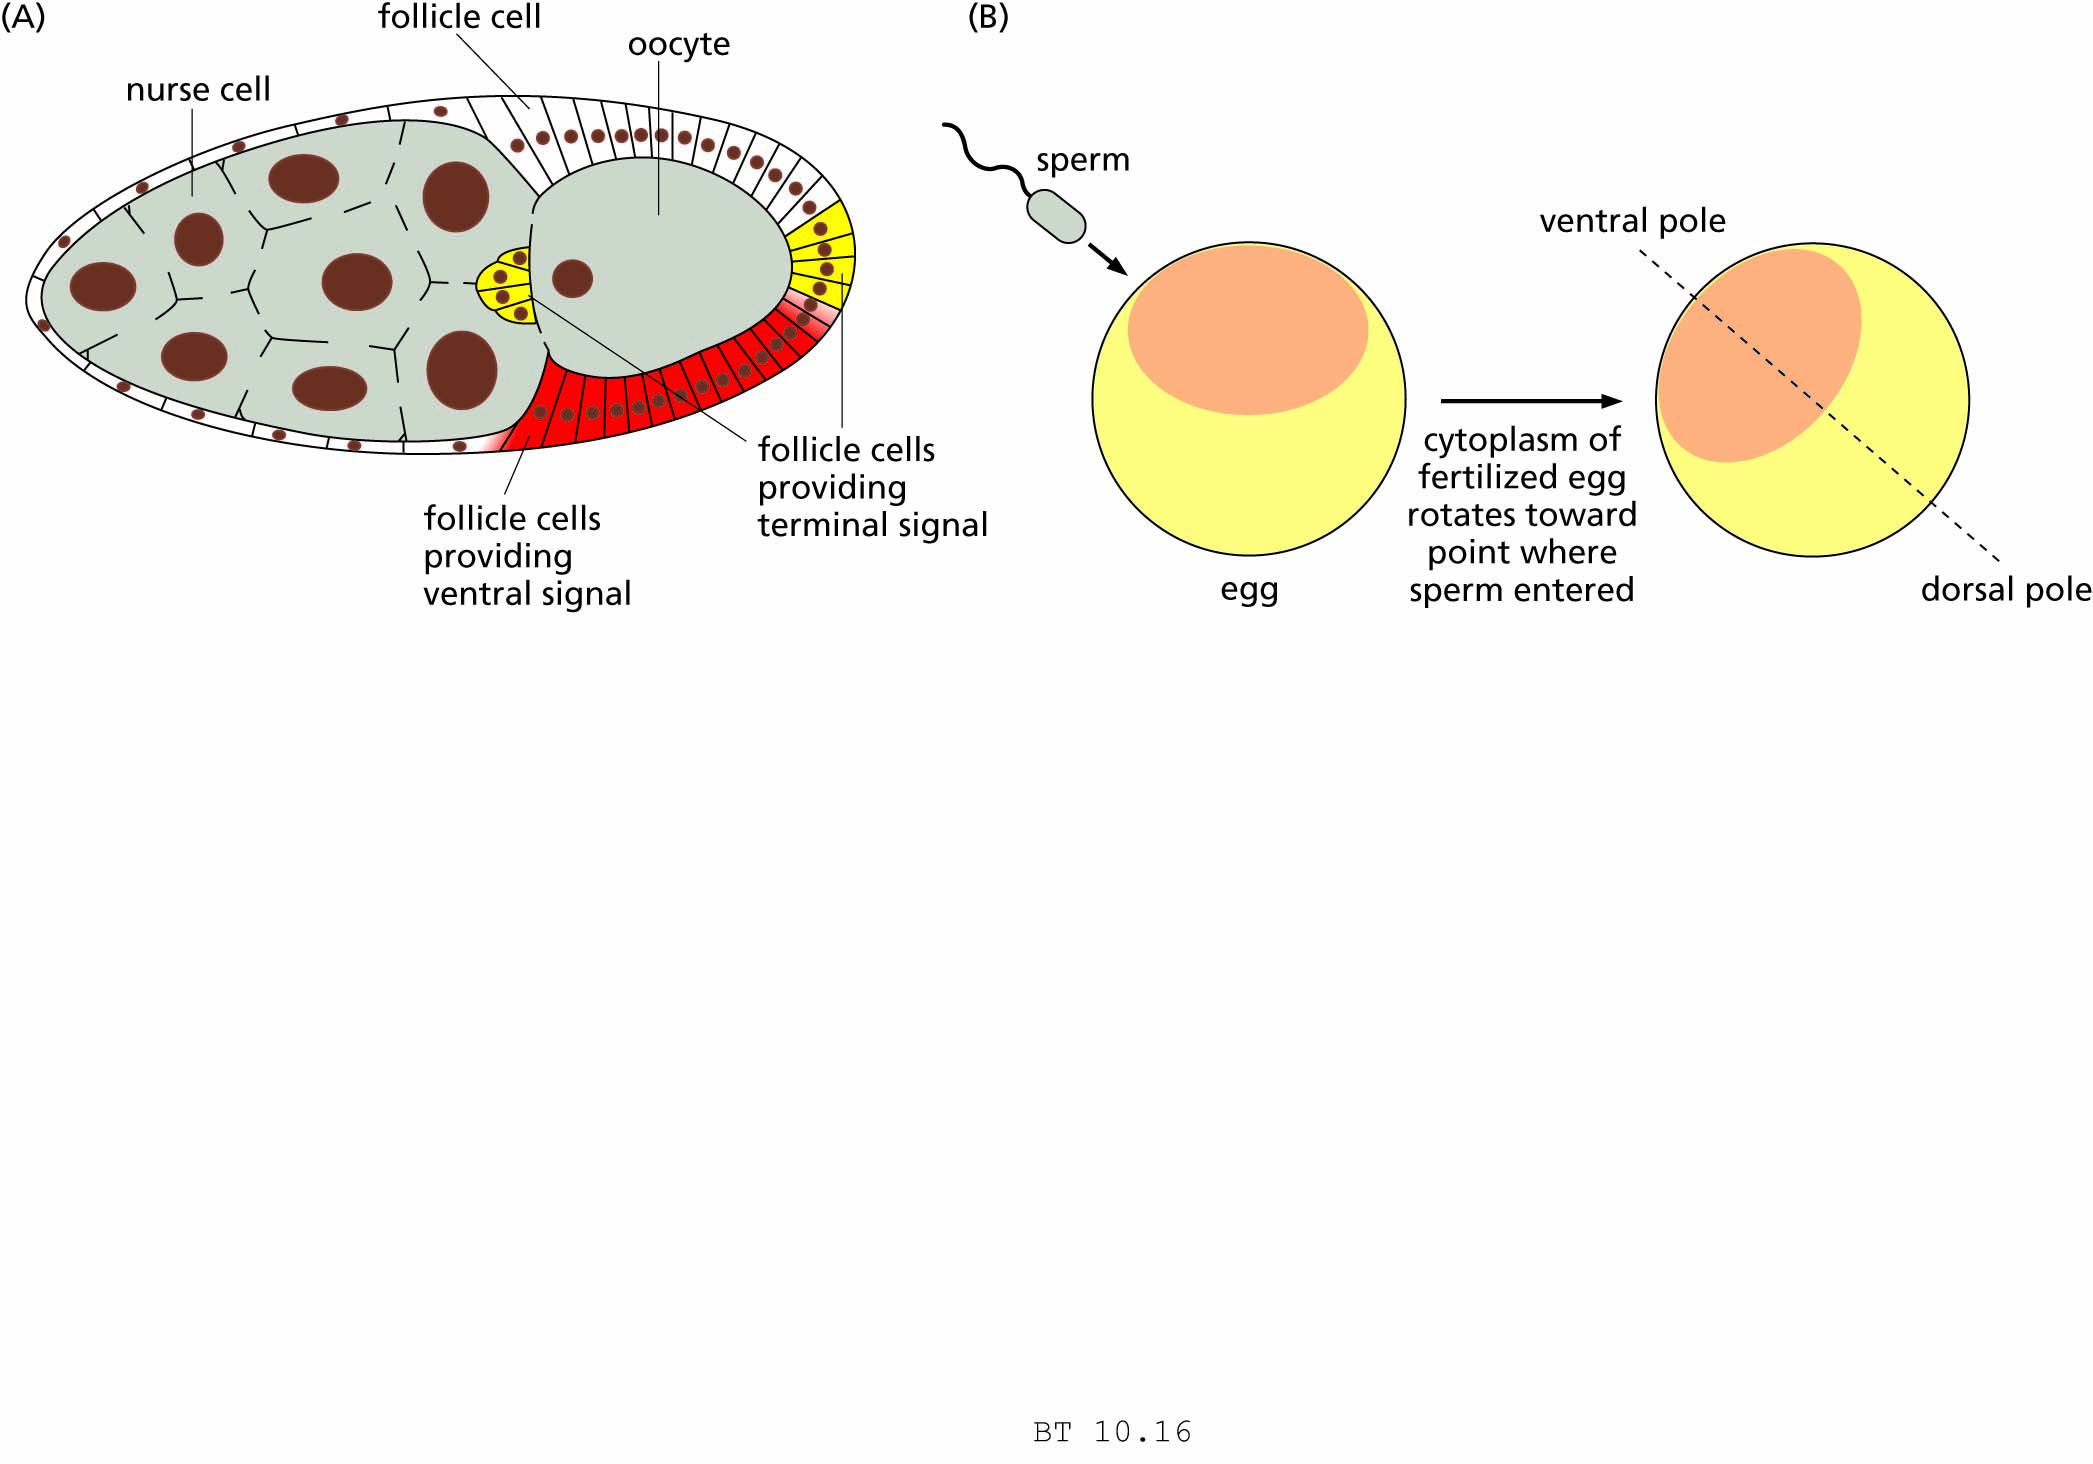 (A)
follicle cell
oocyte
nurse cell
follicle cells
providing
terminal signal
follicle cells
providing
ventral signal
(B)
sperm
egg
cytoplasm of
fertilized egg
rotates toward
point where
sperm entered
ventral pole
dorsal pole
BT 10.16